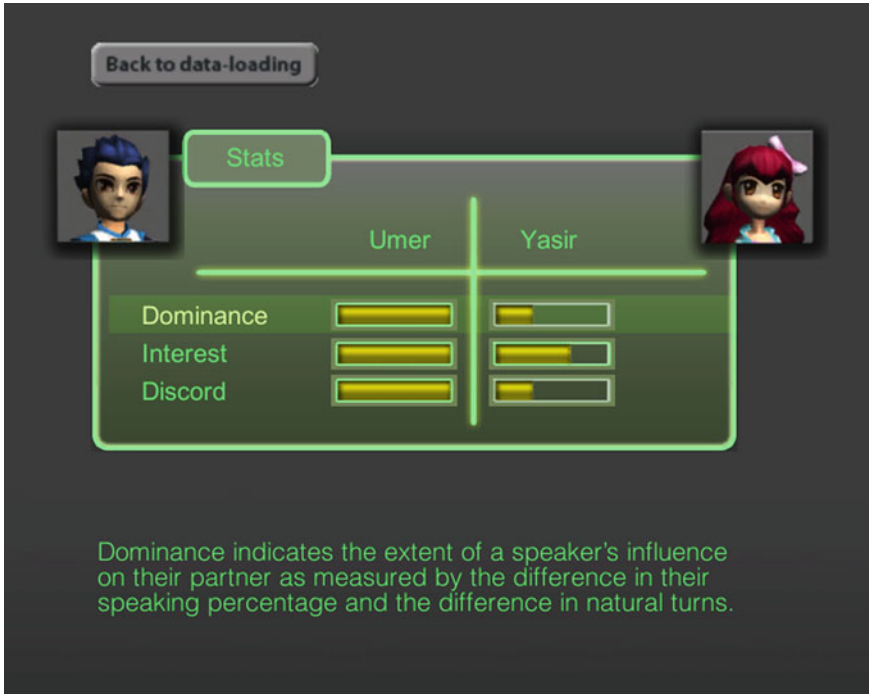 Back to data-loading
Stats
Umer Yasir
Dominance
Interest
Discord
Dominance indicates the extent of a speaker's influence
on their partner as measured by the difference in their
speaking percentage and the difference in natural turns.